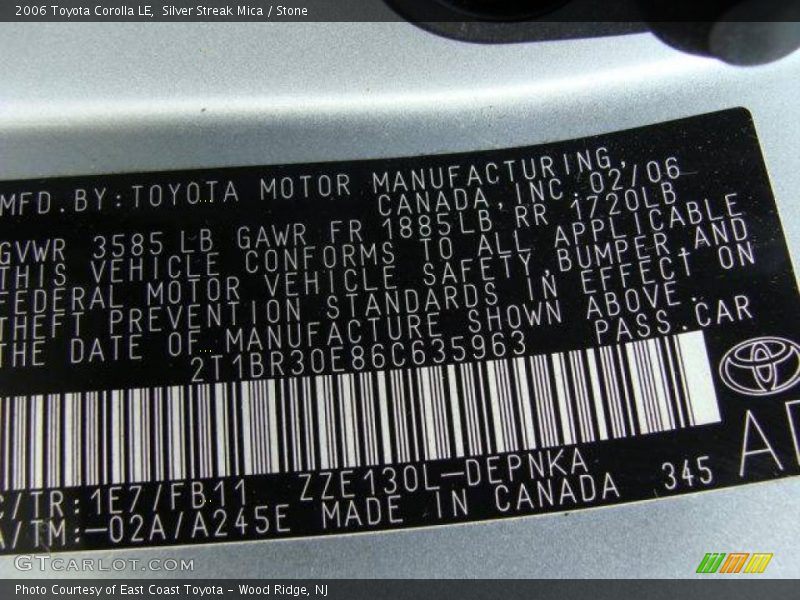 2006 Toyota Corolla LE, Silver Streak Mica / Stone
MFD. BY: TOYOTA MOTOR MANUFACTURING,
CANADA, INC. 02/06
GVWR 3585 LB GAWR FR 1885LB RR 1720LB
THIS VEHICLE CONFORMS TO ALL APPLICABLE
FEDERAL MOTOR VEHICLE SAFETY, BUMPER, AND
THEFT PREVENTION STANDARDS IN EFFECT ON
THE DATE OF MANUFACTURE SHOWN ABOVE.
2T1BR30E86C635963 PASS. CAR
C/TR: 1E7/FB11 ZZE130L-DEPNKA
A/TM:-02A/A245E MADE IN CANADA 345
GTCARLOT.COM
Photo Courtesy of East Coast Toyota – Wood Ridge, NJ